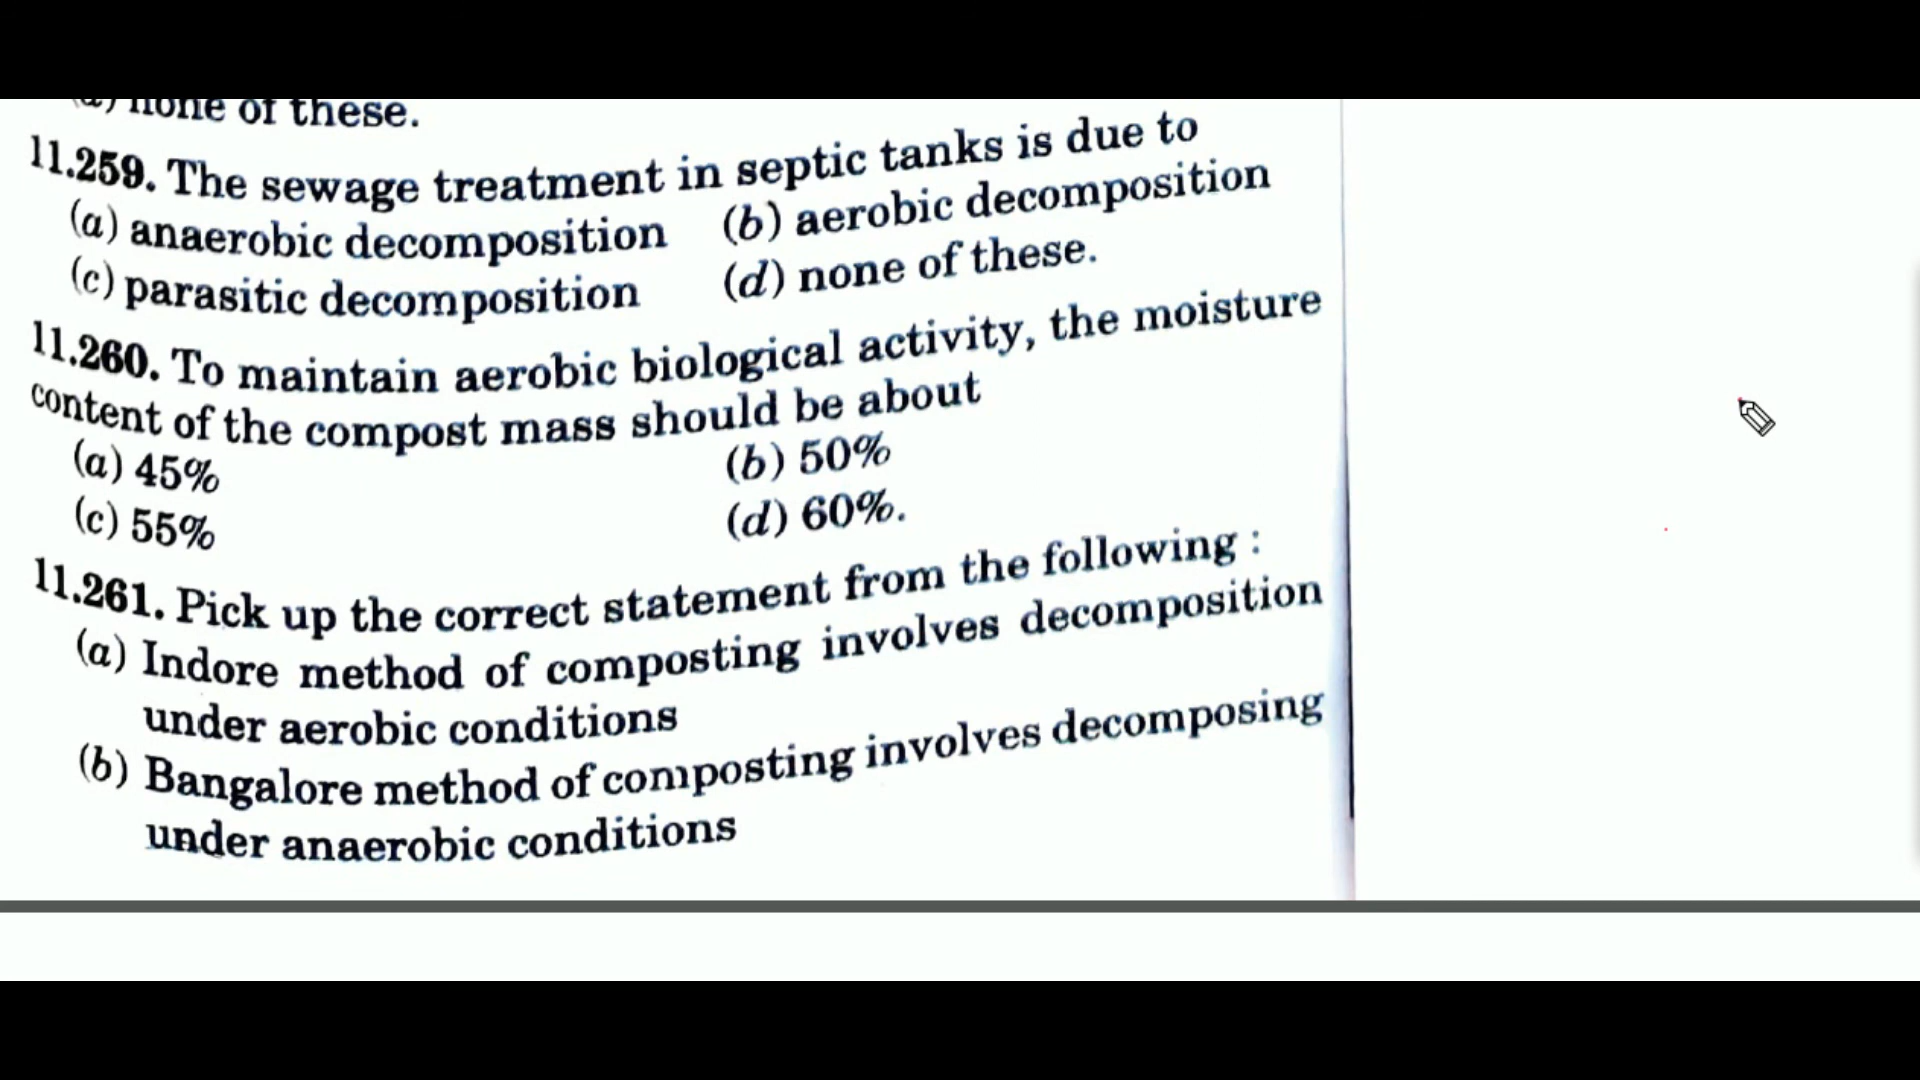 none of these.
11.259. The sewage treatment in septic tanks is due to
(a) anaerobic decomposition (b) aerobic decomposition
(c) parasitic decomposition (d) none of these.
11.260. To maintain aerobic biological activity, the moisture
content of the compost mass should be about
(a) 45% (b) 50%
(c) 55% (d) 60%.
11.261. Pick up the correct statement from the following :
(a) Indore method of composting involves decomposition
under aerobic conditions
(b) Bangalore method of composting involves decomposing
under anaerobic conditions